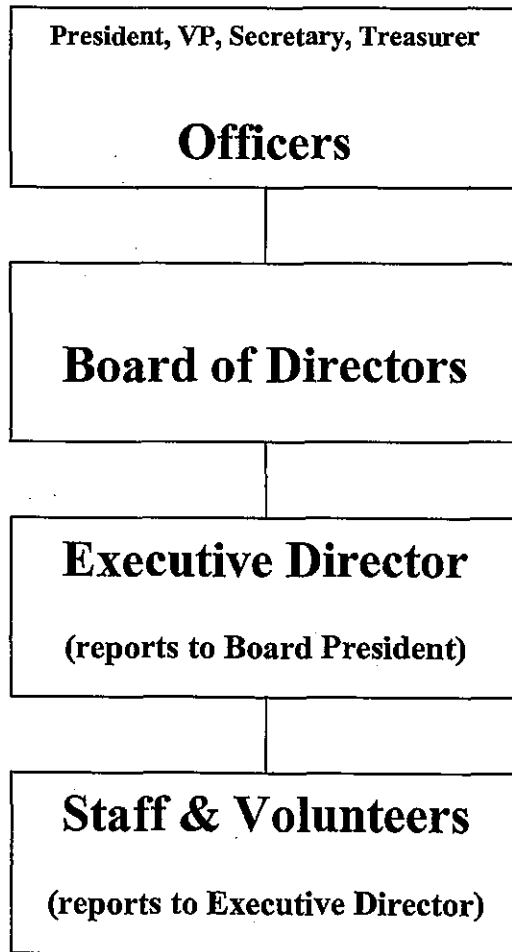 President, VP, Secretary, Treasurer
Officers
Board of Directors
Executive Director
(reports to Board President)
Staff & Volunteers
(reports to Executive Director)